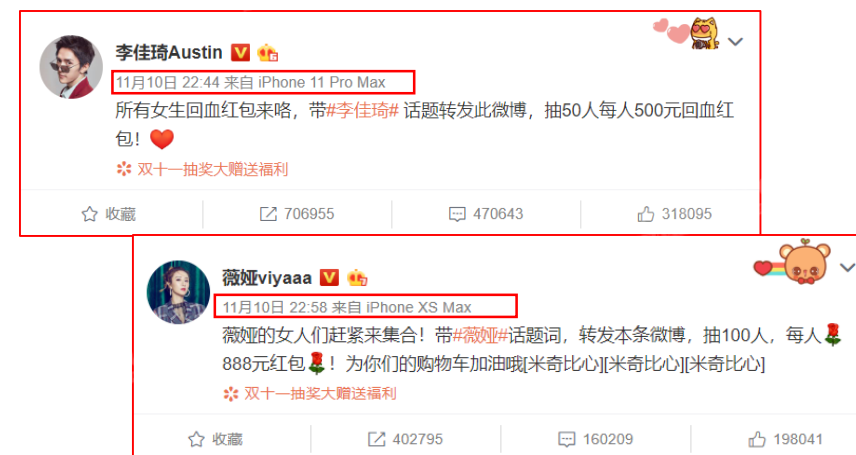 李佳琦Austin
11月10日 22:44 来自 iPhone 11 Pro Max
所有女生回血红包来咯，带#李佳琦# 话题转发此微博，抽50人每人500元回血红
包！
双十一抽奖大赠送福利
收藏 706955 470643 318095
薇娅viyaaa
11月10日 22:58 来自 iPhone XS Max
薇娅的女人们赶紧来集合！带#薇娅#话题词，转发本条微博，抽100人，每人
888元红包！为你们的购物车加油哦[米奇比心][米奇比心][米奇比心]
双十一抽奖大赠送福利
收藏 402795 160209 198041